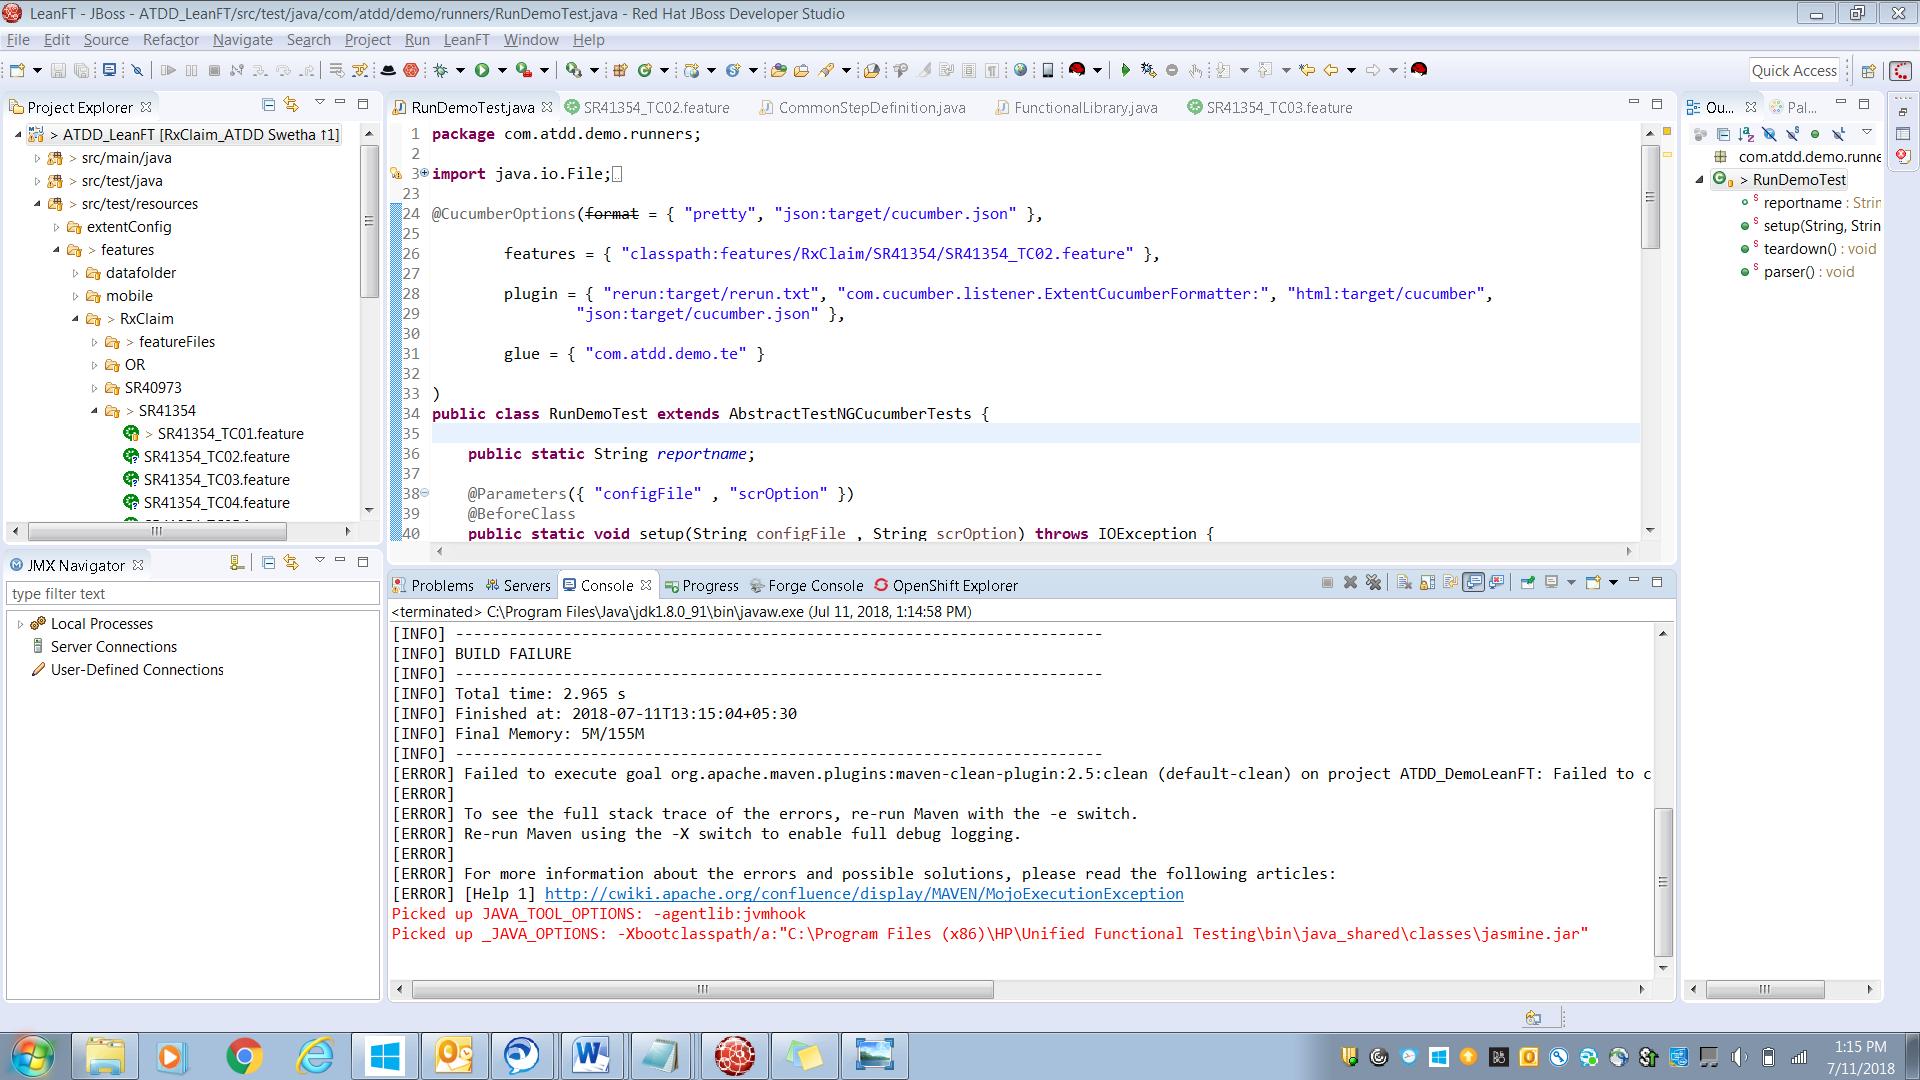 LeanFT - JBoss - ATDD_LeanFT/src/test/java/com/atdd/demo/runners/RunDemoTest.java - Red Hat JBoss Developer Studio
File Edit Source Refactor Navigate Search Project Run LeanFT Window Help
Quick Access
Project Explorer
> ATDD_LeanFT [RxClaim_ATDD Swetha ↑1]
> src/main/java
> src/test/java
> src/test/resources
extentConfig
> features
datafolder
mobile
> RxClaim
> featureFiles
OR
SR40973
> SR41354
> SR41354_TC01.feature
SR41354_TC02.feature
SR41354_TC03.feature
SR41354_TC04.feature
JMX Navigator
type filter text
Local Processes
Server Connections
User-Defined Connections
RunDemoTest.java SR41354_TC02.feature CommonStepDefinition.java FunctionalLibrary.java SR41354_TC03.feature
1 package com.atdd.demo.runners;
2
3 import java.io.File;
23
24 @CucumberOptions(format = { "pretty", "json:target/cucumber.json" },
25
26 features = { "classpath:features/RxClaim/SR41354/SR41354_TC02.feature" },
27
28 plugin = { "rerun:target/rerun.txt", "com.cucumber.listener.ExtentCucumberFormatter:", "html:target/cucumber",
29 "json:target/cucumber.json" },
30
31 glue = { "com.atdd.demo.te" }
32
33 )
34 public class RunDemoTest extends AbstractTestNGCucumberTests {
35
36 public static String reportname;
37
38 @Parameters({ "configFile" , "scrOption" })
39 @BeforeClass
40 public static void setup(String configFile , String scrOption) throws IOException {
Problems Servers Console Progress Forge Console OpenShift Explorer
<terminated> C:\Program Files\Java\jdk1.8.0_91\bin\javaw.exe (Jul 11, 2018, 1:14:58 PM)
[INFO] ------------------------------------------------------------------------
[INFO] BUILD FAILURE
[INFO] ------------------------------------------------------------------------
[INFO] Total time: 2.965 s
[INFO] Finished at: 2018-07-11T13:15:04+05:30
[INFO] Final Memory: 5M/155M
[INFO] ------------------------------------------------------------------------
[ERROR] Failed to execute goal org.apache.maven.plugins:maven-clean-plugin:2.5:clean (default-clean) on project ATDD_DemoLeanFT: Failed to c
[ERROR]
[ERROR] To see the full stack trace of the errors, re-run Maven with the -e switch.
[ERROR] Re-run Maven using the -X switch to enable full debug logging.
[ERROR]
[ERROR] For more information about the errors and possible solutions, please read the following articles:
[ERROR] [Help 1] http://cwiki.apache.org/confluence/display/MAVEN/MojoExecutionException
Picked up JAVA_TOOL_OPTIONS: -agentlib:jvmhook
Picked up _JAVA_OPTIONS: -Xbootclasspath/a:"C:\Program Files (x86)\HP\Unified Functional Testing\bin\java_shared\classes\jasmine.jar"
Ou... Pal...
com.atdd.demo.runne
> RunDemoTest
reportname : Strin
setup(String, Strin
teardown() : void
parser() : void
1:15 PM
7/11/2018